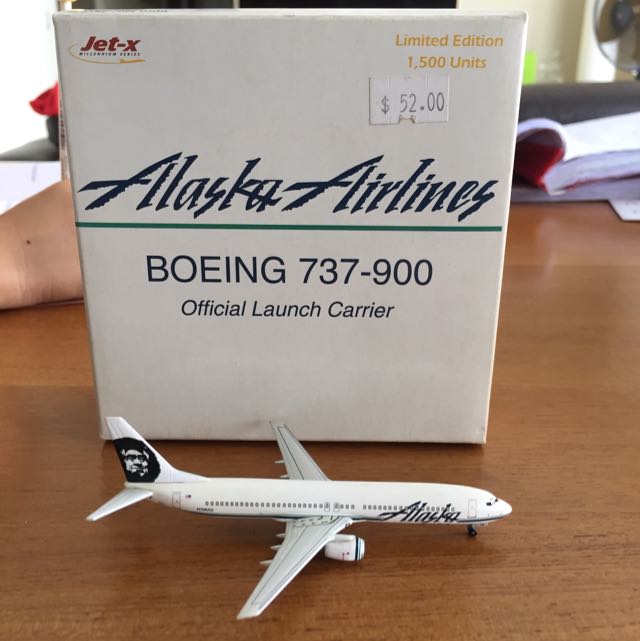 Jet-X
MILLENNIUM SERIES
Limited Edition
1,500 Units
$ 52.00
Alaska Airlines
BOEING 737-900
Official Launch Carrier
Alaska